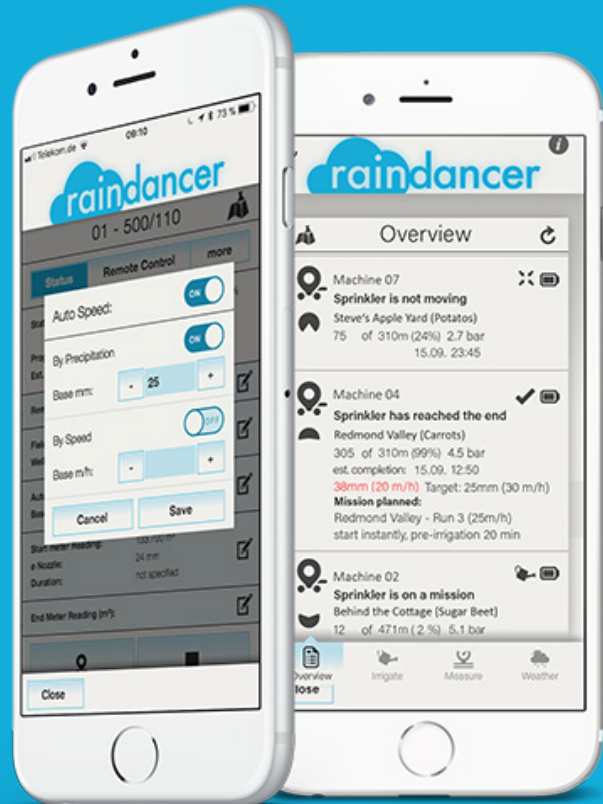 Telekom.de
09:10
73 %
raindancer
01 - 500/110
Status
Remote Control
more
Auto Speed:
ON
By Precipitation
ON
Base mm:
-
25
+
By Speed
OFF
Base m/h:
-
+
Cancel
Save
Start meter Reading:
ø Nozzle:
24 mm
Duration:
not specified
End Meter Reading (m³):
Close
raindancer
Overview
Machine 07
Sprinkler is not moving
Steve's Apple Yard (Potatos)
75 of 310m (24%) 2.7 bar
15.09. 23:45
Machine 04
Sprinkler has reached the end
Redmond Valley (Carrots)
305 of 310m (99%) 4.5 bar
est. completion: 15.09. 12:50
38mm (20 m/h) Target: 25mm (30 m/h)
Mission planned:
Redmond Valley - Run 3 (25m/h)
start instantly, pre-irrigation 20 min
Machine 02
Sprinkler is on a mission
Behind the Cottage (Sugar Beet)
12 of 471m ( 2 %) 5.1 bar
Overview
Irrigate
Measure
Weather